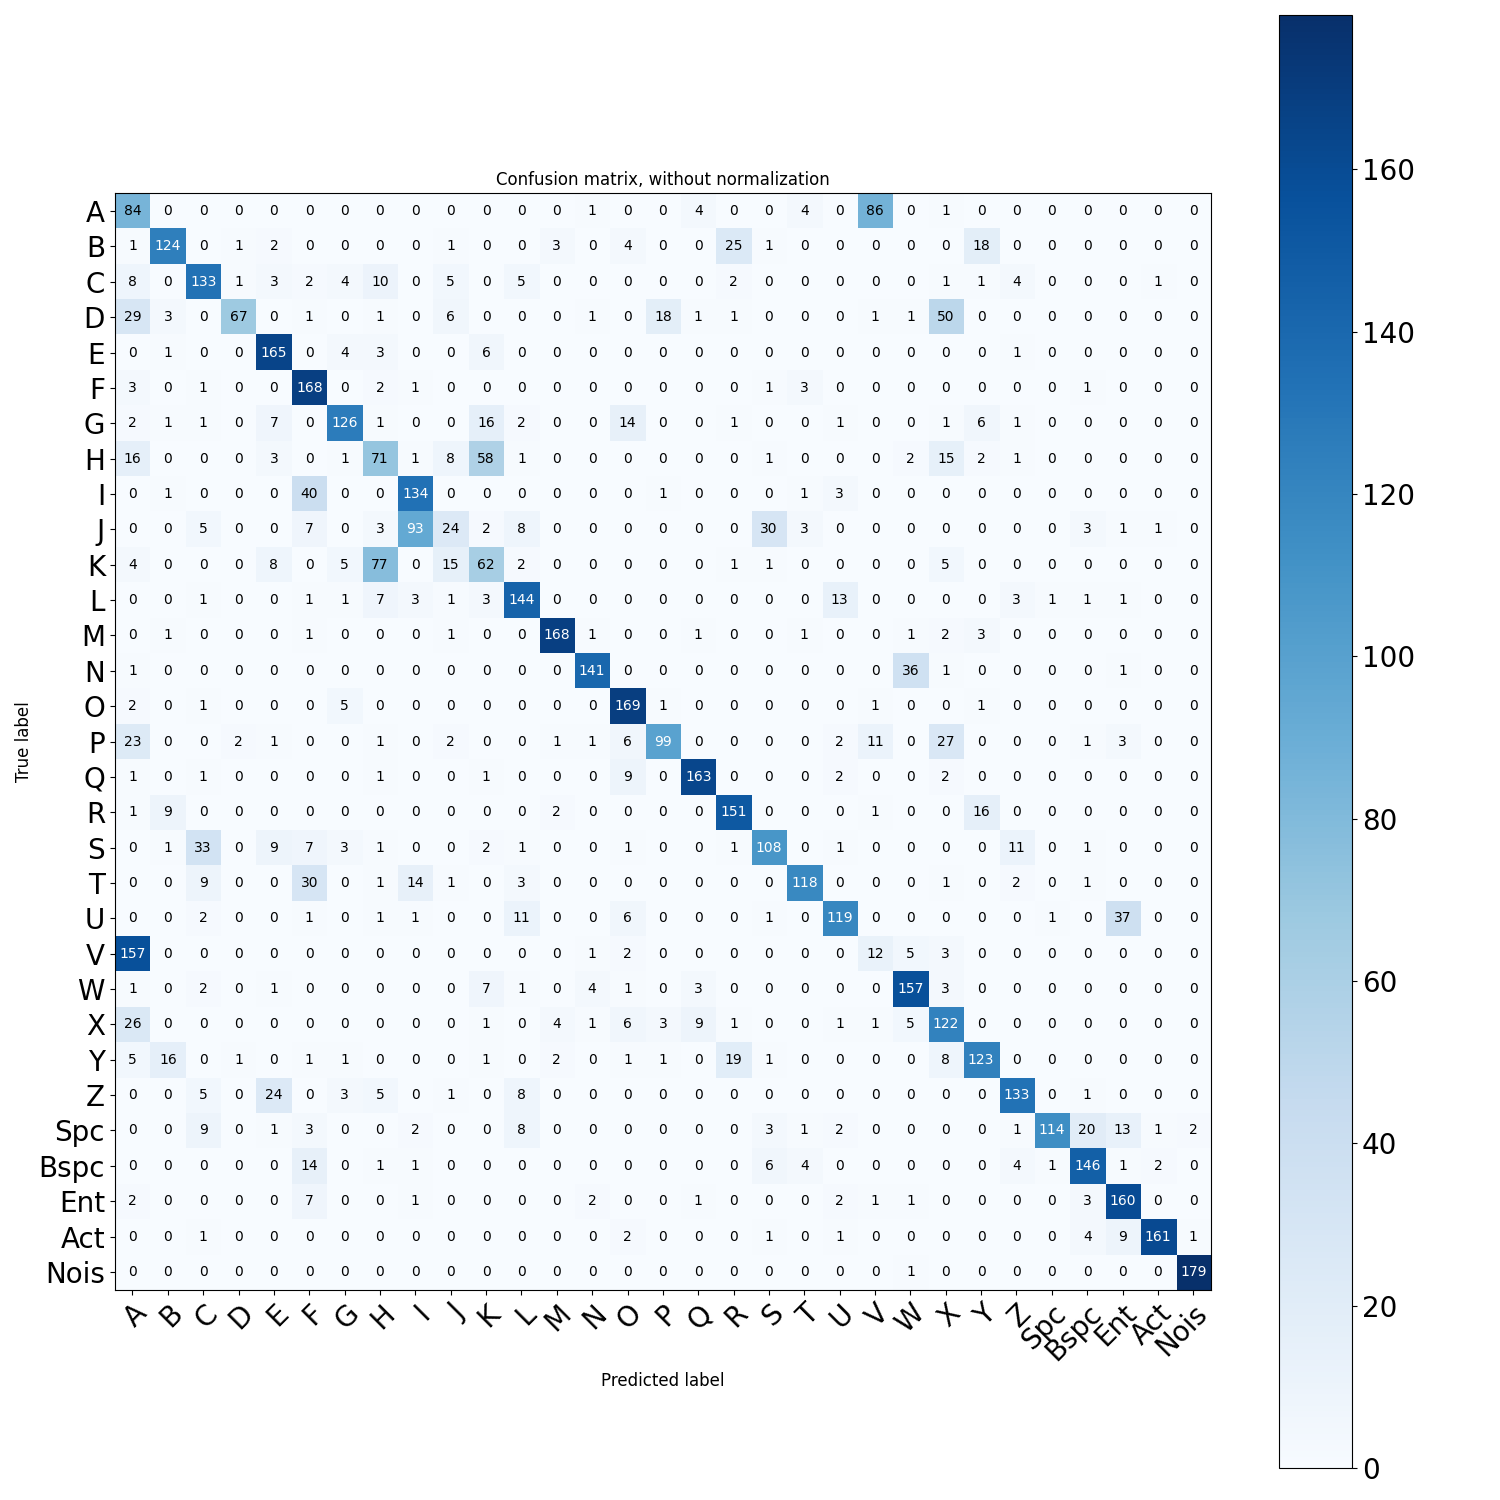 Confusion matrix, without normalization
A 84 0 0 0 0 0 0 0 0 0 0 0 0 1 0 0 4 0 0 4 0 86 0 1 0 0 0 0 0 0 0
B 1 124 0 1 2 0 0 0 0 1 0 0 3 0 4 0 0 25 1 0 0 0 0 0 18 0 0 0 0 0 0
C 8 0 133 1 3 2 4 10 0 5 0 5 0 0 0 0 0 2 0 0 0 0 0 1 1 4 0 0 0 1 0
D 29 3 0 67 0 1 0 1 0 6 0 0 0 1 0 18 1 1 0 0 0 1 1 50 0 0 0 0 0 0 0
E 0 1 0 0 165 0 4 3 0 0 6 0 0 0 0 0 0 0 0 0 0 0 0 0 0 1 0 0 0 0 0
F 3 0 1 0 0 168 0 2 1 0 0 0 0 0 0 0 0 0 1 3 0 0 0 0 0 0 0 1 0 0 0
G 2 1 1 0 7 0 126 1 0 0 16 2 0 0 14 0 0 1 0 0 1 0 0 1 6 1 0 0 0 0 0
H 16 0 0 0 3 0 1 71 1 8 58 1 0 0 0 0 0 0 1 0 0 0 2 15 2 1 0 0 0 0 0
I 0 1 0 0 0 40 0 0 134 0 0 0 0 0 0 1 0 0 0 1 3 0 0 0 0 0 0 0 0 0 0
J 0 0 5 0 0 7 0 3 93 24 2 8 0 0 0 0 0 0 30 3 0 0 0 0 0 0 0 3 1 1 0
K 4 0 0 0 8 0 5 77 0 15 62 2 0 0 0 0 0 1 1 0 0 0 0 5 0 0 0 0 0 0 0
L 0 0 1 0 0 1 1 7 3 1 3 144 0 0 0 0 0 0 0 0 13 0 0 0 0 3 1 1 1 0 0
M 0 1 0 0 0 1 0 0 0 1 0 0 168 1 0 0 1 0 0 1 0 0 1 2 3 0 0 0 0 0 0
N 1 0 0 0 0 0 0 0 0 0 0 0 0 141 0 0 0 0 0 0 0 0 36 1 0 0 0 0 1 0 0
O 2 0 1 0 0 0 5 0 0 0 0 0 0 0 169 1 0 0 0 0 0 1 0 0 1 0 0 0 0 0 0
P 23 0 0 2 1 0 0 1 0 2 0 0 1 1 6 99 0 0 0 0 2 11 0 27 0 0 0 1 3 0 0
Q 1 0 1 0 0 0 0 1 0 0 1 0 0 0 9 0 163 0 0 0 2 0 0 2 0 0 0 0 0 0 0
R 1 9 0 0 0 0 0 0 0 0 0 0 2 0 0 0 0 151 0 0 0 1 0 0 16 0 0 0 0 0 0
S 0 1 33 0 9 7 3 1 0 0 2 1 0 0 1 0 0 1 108 0 1 0 0 0 0 11 0 1 0 0 0
T 0 0 9 0 0 30 0 1 14 1 0 3 0 0 0 0 0 0 0 118 0 0 0 1 0 2 0 1 0 0 0
U 0 0 2 0 0 1 0 1 1 0 0 11 0 0 6 0 0 0 1 0 119 0 0 0 0 0 1 0 37 0 0
V 157 0 0 0 0 0 0 0 0 0 0 0 0 1 2 0 0 0 0 0 0 12 5 3 0 0 0 0 0 0 0
W 1 0 2 0 1 0 0 0 0 0 7 1 0 4 1 0 3 0 0 0 0 0 157 3 0 0 0 0 0 0 0
X 26 0 0 0 0 0 0 0 0 0 1 0 4 1 6 3 9 1 0 0 1 1 5 122 0 0 0 0 0 0 0
Y 5 16 0 1 0 1 1 0 0 0 1 0 2 0 1 1 0 19 1 0 0 0 0 8 123 0 0 0 0 0 0
Z 0 0 5 0 24 0 3 5 0 1 0 8 0 0 0 0 0 0 0 0 0 0 0 0 0 133 0 1 0 0 0
Spc 0 0 9 0 1 3 0 0 2 0 0 8 0 0 0 0 0 0 3 1 2 0 0 0 0 1 114 20 13 1 2
Bspc 0 0 0 0 0 14 0 1 1 0 0 0 0 0 0 0 0 0 6 4 0 0 0 0 0 4 1 146 1 2 0
Ent 2 0 0 0 0 7 0 0 1 0 0 0 0 2 0 0 1 0 0 0 2 1 1 0 0 0 0 3 160 0 0
Act 0 0 1 0 0 0 0 0 0 0 0 0 0 0 2 0 0 0 1 0 1 0 0 0 0 0 0 4 9 161 1
Nois 0 0 0 0 0 0 0 0 0 0 0 0 0 0 0 0 0 0 0 0 0 0 1 0 0 0 0 0 0 0 179
A B C D E F G H I J K L M N O P Q R S T U V W X Y Z Spc Bspc Ent Act Nois
True label
Predicted label
160
140
120
100
80
60
40
20
0